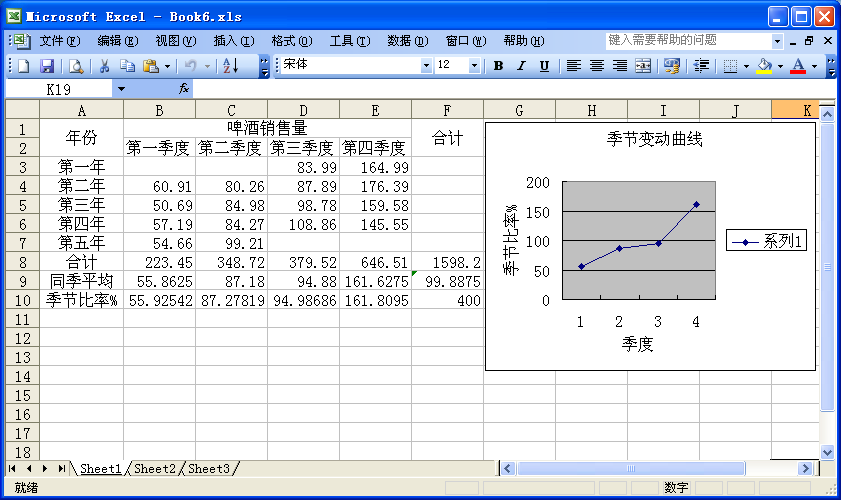 Microsoft Excel - Book6.xls
文件(F) 编辑(E) 视图(V) 插入(I) 格式(O) 工具(T) 数据(D) 窗口(W) 帮助(H) 键入需要帮助的问题
宋体 12 B I U A
K19 fx
A B C D E F G H I J K
1 年份 啤酒销售量 合计
2 第一季度 第二季度 第三季度 第四季度
3 第一年 83.99 164.99
4 第二年 60.91 80.26 87.89 176.39
5 第三年 50.69 84.98 98.78 159.58
6 第四年 57.19 84.27 108.86 145.55
7 第五年 54.66 99.21
8 合计 223.45 348.72 379.52 646.51 1598.2
9 同季平均 55.8625 87.18 94.88 161.6275 99.8875
10 季节比率% 55.92542 87.27819 94.98686 161.8095 400
11
12
13
14
15
16
17
18
季节变动曲线
季节比率%
200
150
100
50
0
1 2 3 4
季度
系列1
Sheet1 Sheet2 Sheet3
就绪 数字